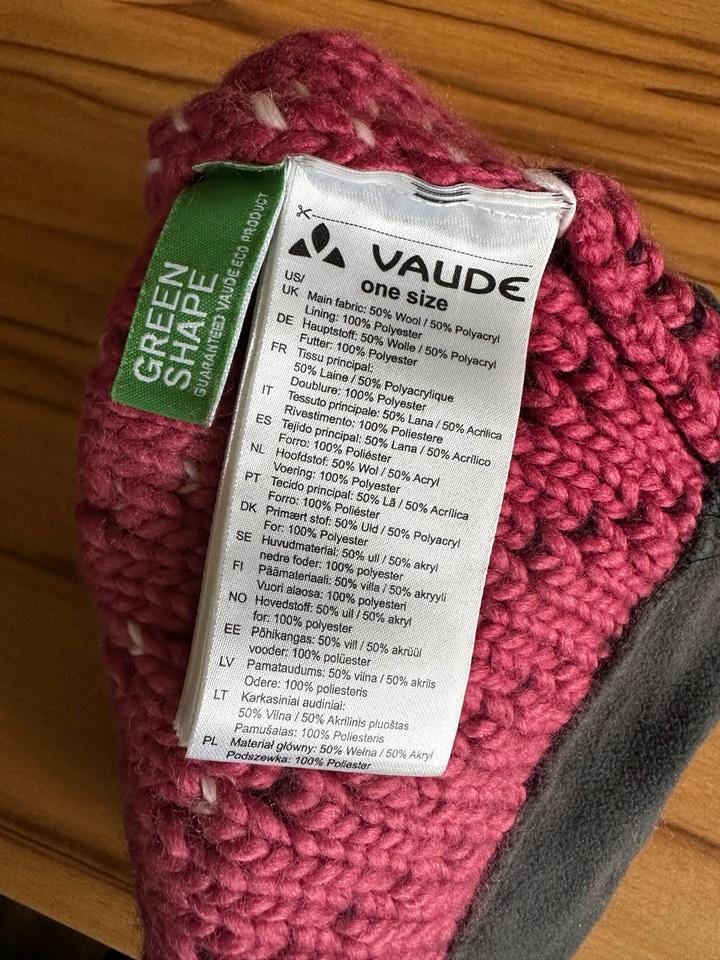 GREEN
SHAPE
GUARANTEED VAUDE ECO PRODUCT
VAUDE
one size
US/
UK Main fabric: 50% Wool / 50% Polyacryl
Lining: 100% Polyester
DE Hauptstoff: 50% Wolle / 50% Polyacryl
Futter: 100% Polyester
FR Tissu principal:
50% Laine / 50% Polyacrylique
Doublure: 100% Polyester
IT Tessuto principale: 50% Lana / 50% Acrilica
Rivestimento: 100% Poliestere
ES Tejido principal: 50% Lana / 50% Acrílico
Forro: 100% Poliéster
NL Hoofdstof: 50% Wol / 50% Acryl
Voering: 100% Polyester
PT Tecido principal: 50% Lã / 50% Acrílica
Forro: 100% Poliéster
DK Primært stof: 50% Uld / 50% Polyacryl
For: 100% Polyester
SE Huvudmaterial: 50% ull / 50% akryl
nedre foder: 100% polyester
FI Päämateriaali: 50% villa / 50% akryyli
Vuori alaosa: 100% polyesteri
NO Hovedstoff: 50% ull / 50% akryl
for: 100% polyester
EE Põhikangas: 50% vill / 50% akrüül
vooder: 100% polüester
LV Pamataudums: 50% vilna / 50% akrils
Odere: 100% poliesteris
LT Karkasiniai audiniai:
50% Vilna / 50% Akrilinis pluoštas
Pamušalas: 100% Poliesteris
PL Materiał główny: 50% Wełna / 50% Akryl
Podszewka: 100% Poliester